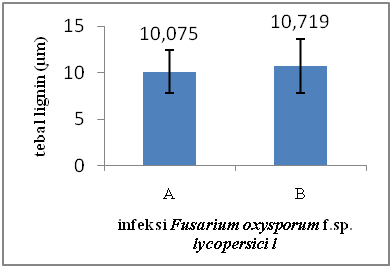 tebal lignin (µm)
15
10
5
0
10,075
10,719
A
B
infeksi Fusarium oxysporum f.sp.
lycopersici l